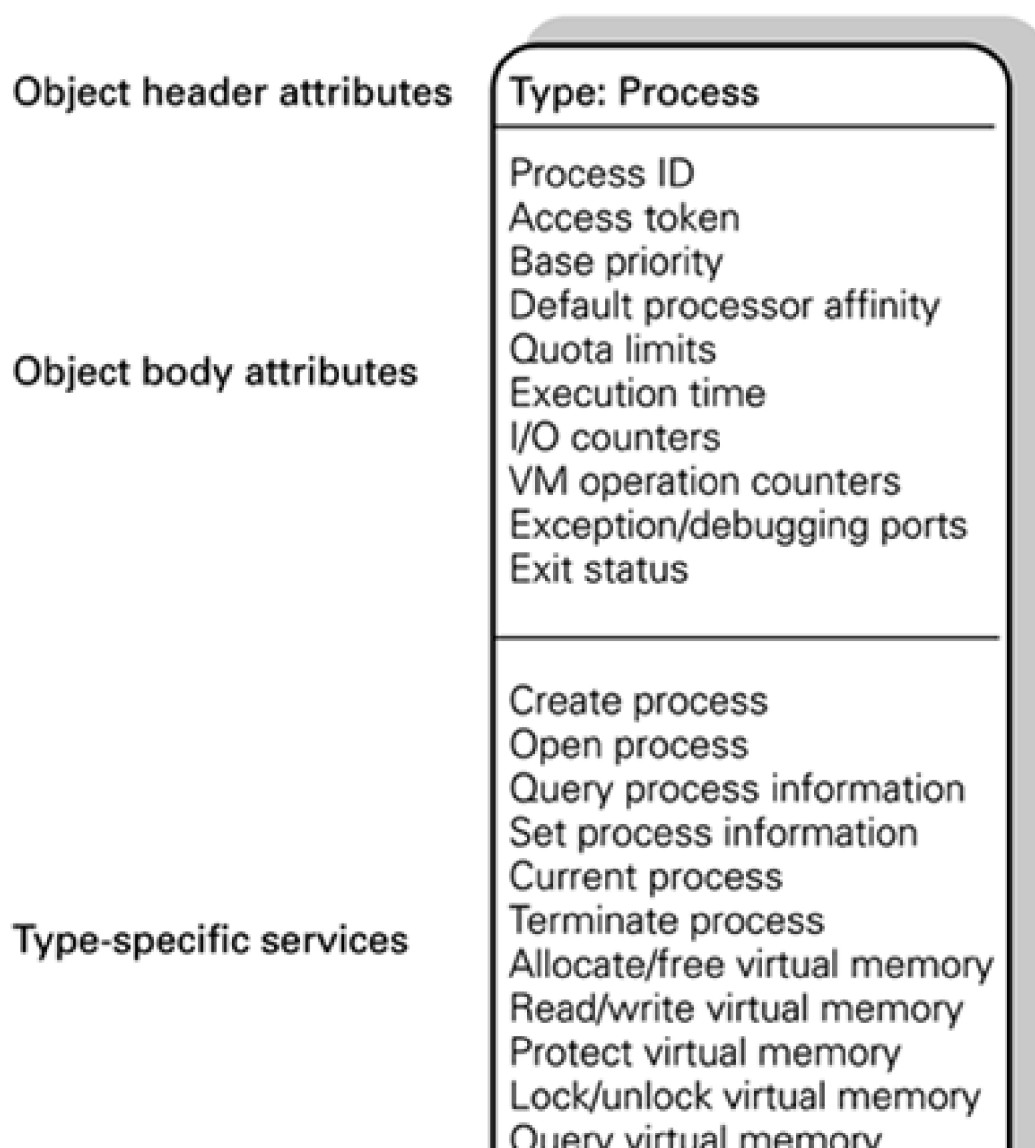 Object header attributes
Type: Process
Object body attributes
Process ID
Access token
Base priority
Default processor affinity
Quota limits
Execution time
I/O counters
VM operation counters
Exception/debugging ports
Exit status
Type-specific services
Create process
Open process
Query process information
Set process information
Current process
Terminate process
Allocate/free virtual memory
Read/write virtual memory
Protect virtual memory
Lock/unlock virtual memory
Query virtual memory